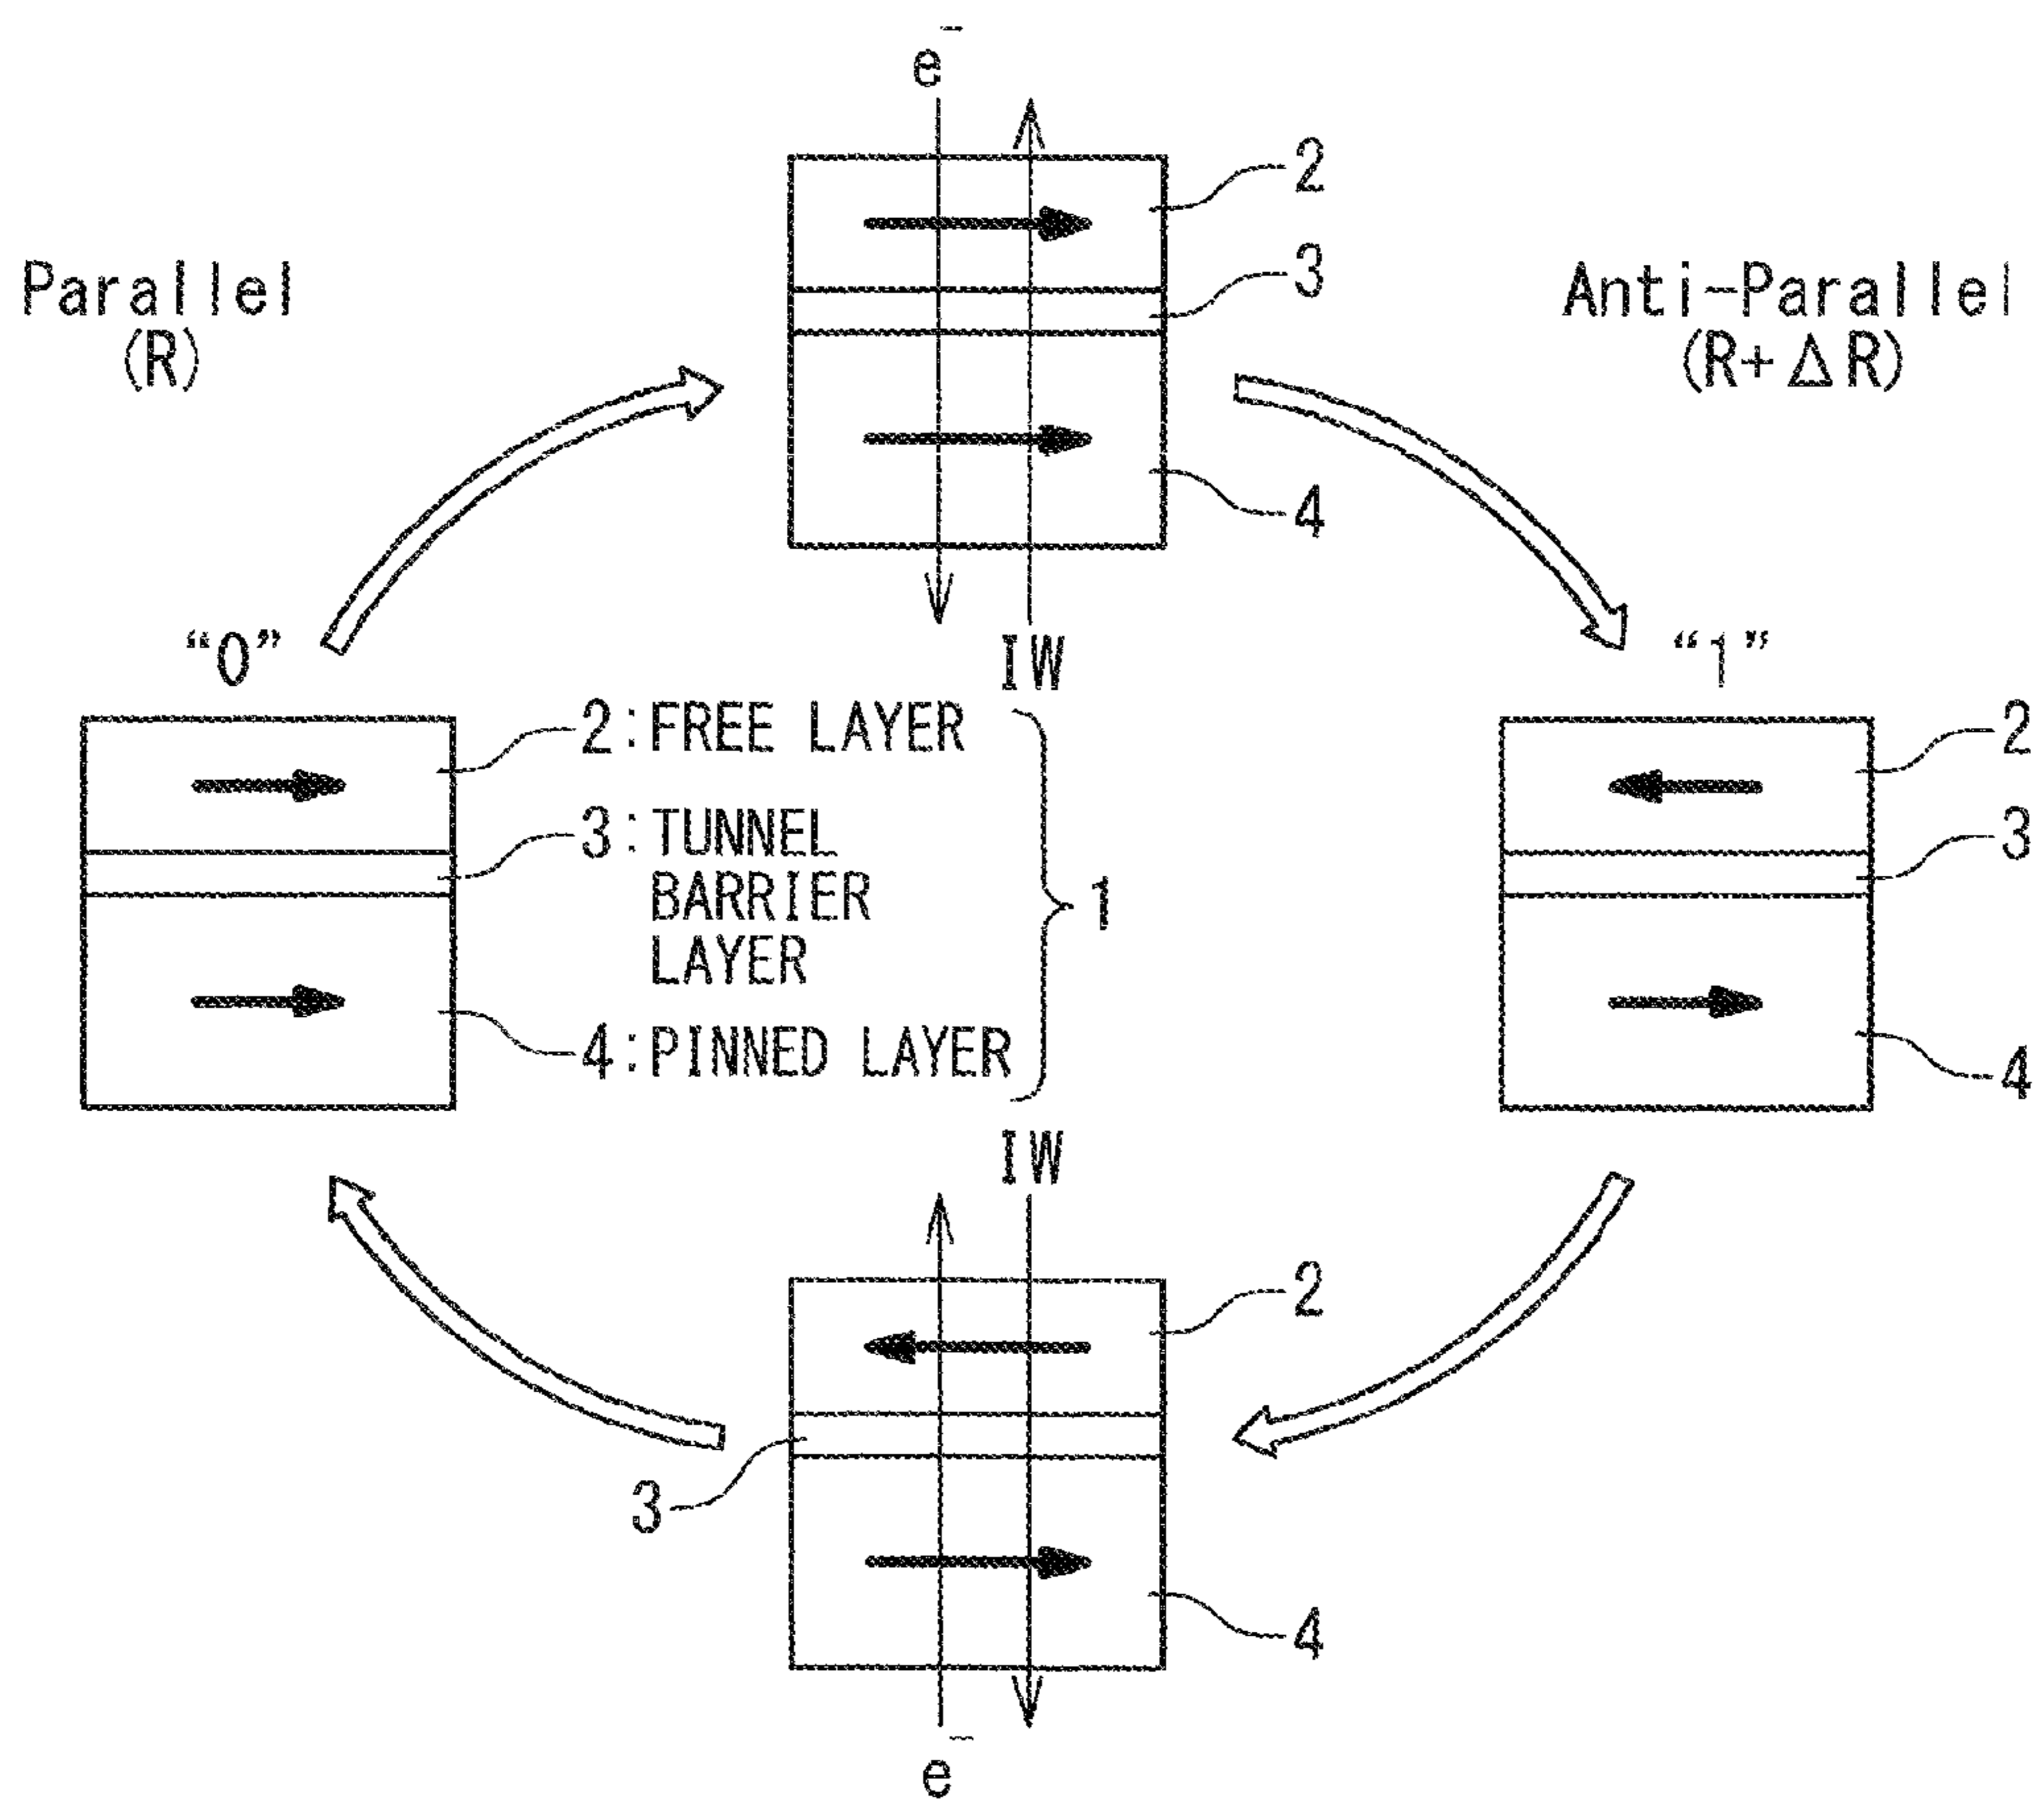 e⁻
2
3
4
IW
Parallel
(R)
Anti-Parallel
(R+ΔR)
“0”
2:FREE LAYER
3:TUNNEL
BARRIER
LAYER
4:PINNED LAYER
1
“1”
2
3
4
IW
2
3
4
e⁻